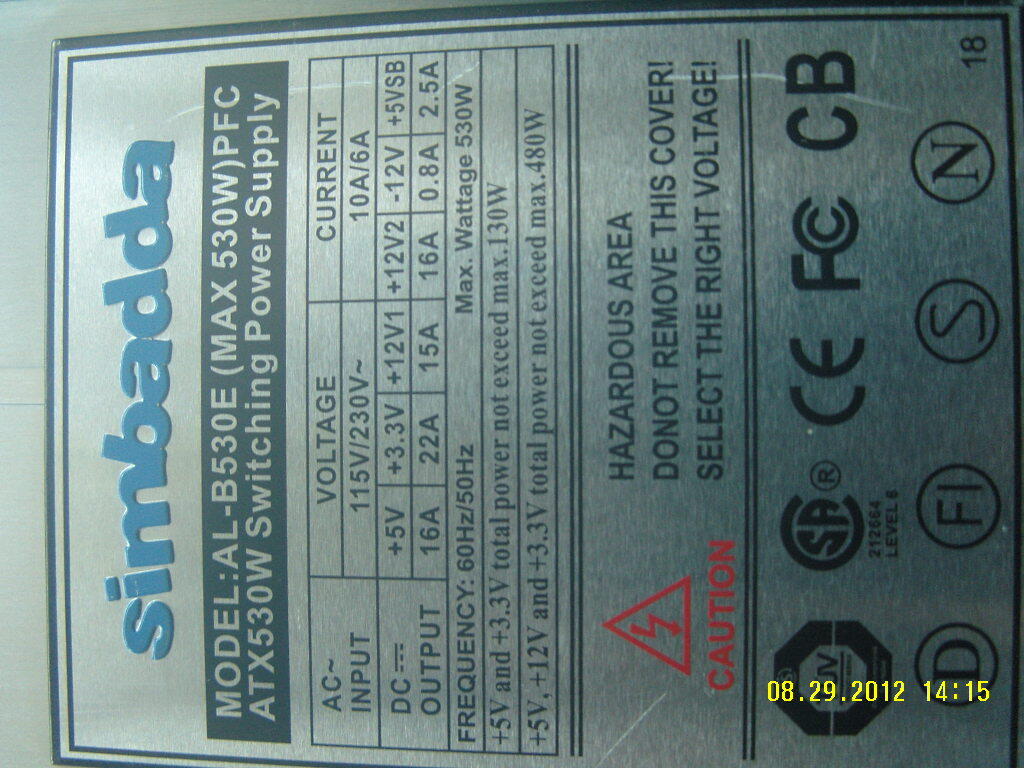 simbadda
MODEL:AL-B530E (MAX 530W)PFC
ATX530W Switching Power Supply
AC~ INPUT VOLTAGE CURRENT
115V/230V~ 10A/6A
DC OUTPUT +5V +3.3V +12V1 +12V2 -12V +5VSB
16A 22A 15A 16A 0.8A 2.5A
FREQUENCY: 60Hz/50Hz Max. Wattage 530W
+5V and +3.3V total power not exceed max.130W
+5V, +12V and +3.3V total power not exceed max.480W
CAUTION
HAZARDOUS AREA
DONOT REMOVE THIS COVER!
SELECT THE RIGHT VOLTAGE!
SA ®
212664
LEVEL 6
CE FC CB
D FI S N
18
08.29.2012 14:15